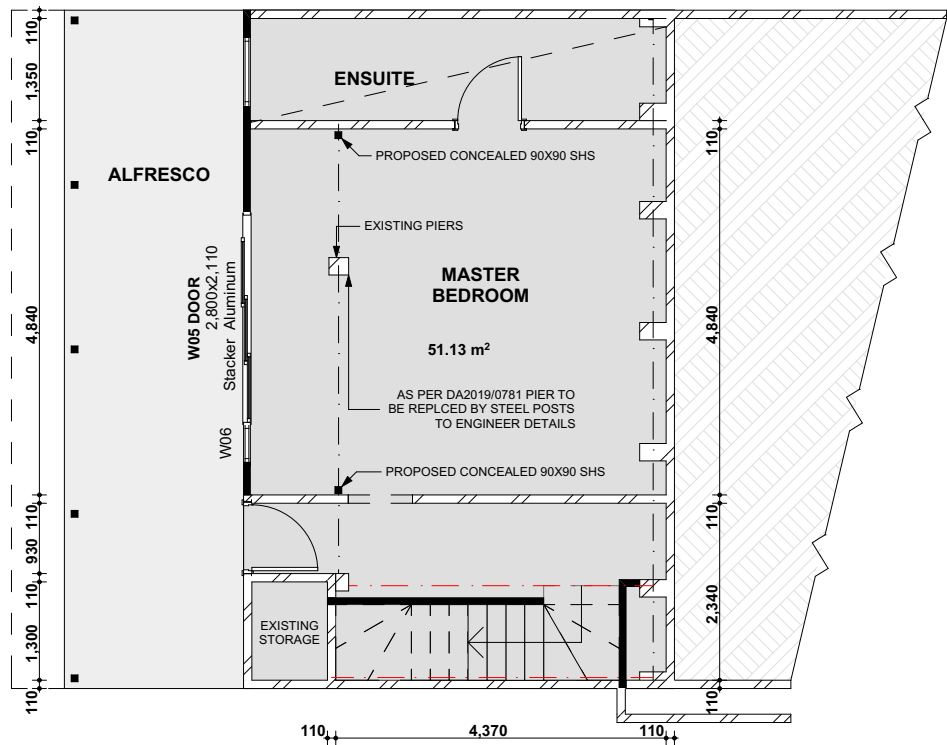 110
1,350
110
4,840
110
930
110
1,300
110
ALFRESCO
ENSUITE
PROPOSED CONCEALED 90X90 SHS
EXISTING PIERS
MASTER
BEDROOM
51.13 m²
W05 DOOR
2,800x2,110
Stacker Aluminum
W06
AS PER DA2019/0781 PIER TO
BE REPLCED BY STEEL POSTS
TO ENGINEER DETAILS
PROPOSED CONCEALED 90X90 SHS
EXISTING
STORAGE
110
4,840
110
2,340
110
110
4,370
110